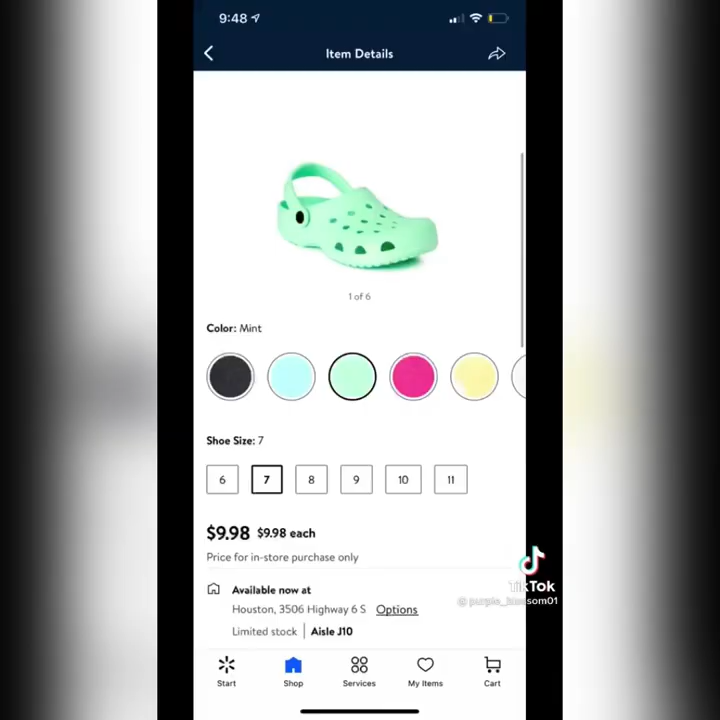 9:48
Item Details
1 of 6
Color: Mint
Shoe Size: 7
6 7 8 9 10 11
$9.98 $9.98 each
Price for in-store purchase only
Available now at
Houston, 3506 Highway 6 S Options
Limited stock | Aisle J10
TikTok
@purple_blossom01
Start Shop Services My Items Cart